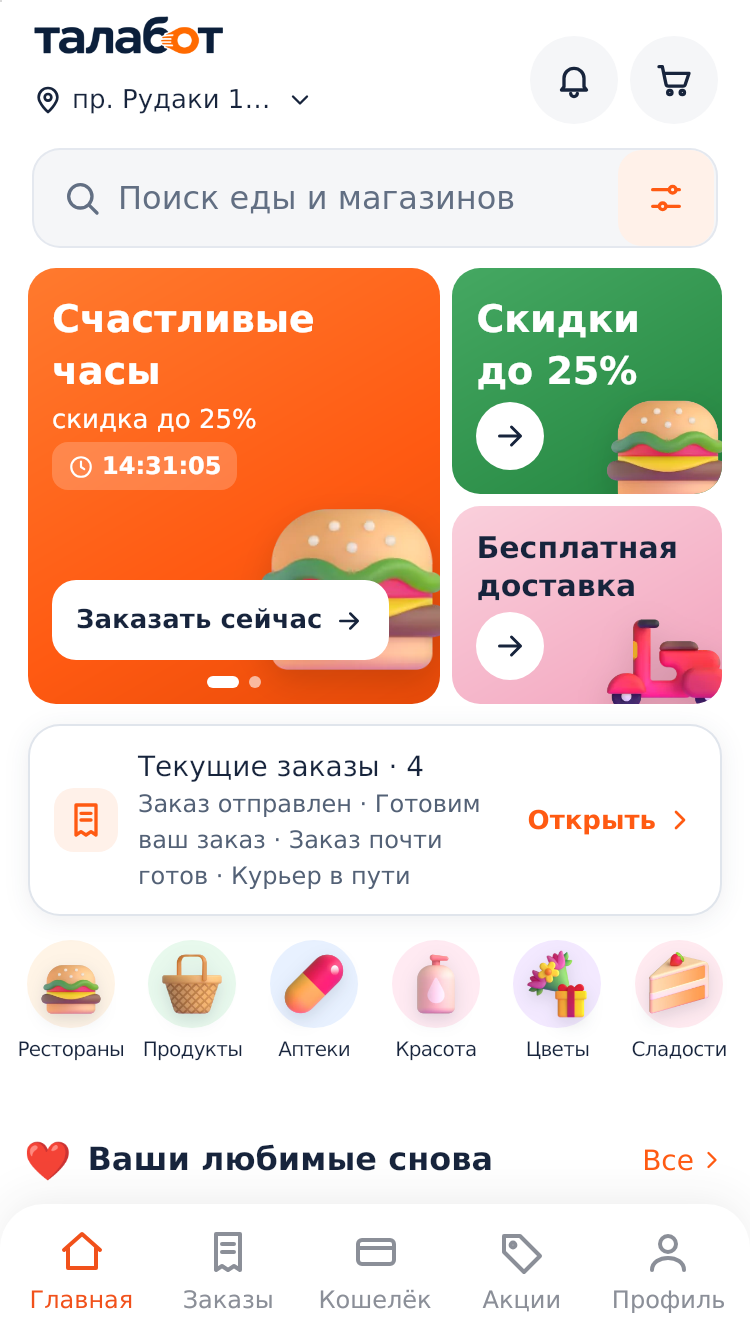 талабот
пр. Рудаки 1...
Поиск еды и магазинов
Счастливые
часы
скидка до 25%
14:31:05
Заказать сейчас
Скидки
до 25%
Бесплатная
доставка
Текущие заказы · 4
Заказ отправлен · Готовим
ваш заказ · Заказ почти
готов · Курьер в пути
Открыть
Рестораны
Продукты
Аптеки
Красота
Цветы
Сладости
Ваши любимые снова
Все
Главная
Заказы
Кошелёк
Акции
Профиль